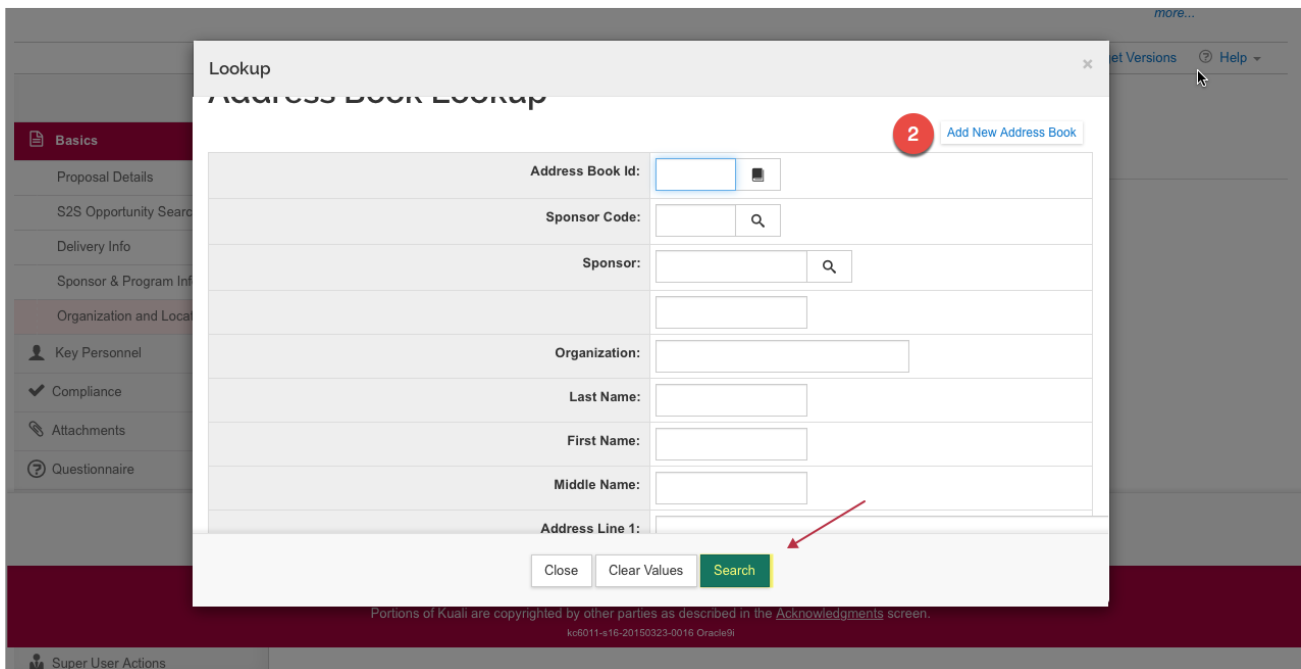 more...
Lookup
×
et Versions
Help
Address Book Lookup
2
Add New Address Book
Basics
Proposal Details
S2S Opportunity Searc
Delivery Info
Sponsor & Program Inf
Organization and Locat
Key Personnel
Compliance
Attachments
Questionnaire
Address Book Id:
Sponsor Code:
Sponsor:
Organization:
Last Name:
First Name:
Middle Name:
Address Line 1:
Close
Clear Values
Search
Portions of Kuali are copyrighted by other parties as described in the Acknowledgments screen.
kc6011-s16-20150323-0016 Oracle9i
Super User Actions